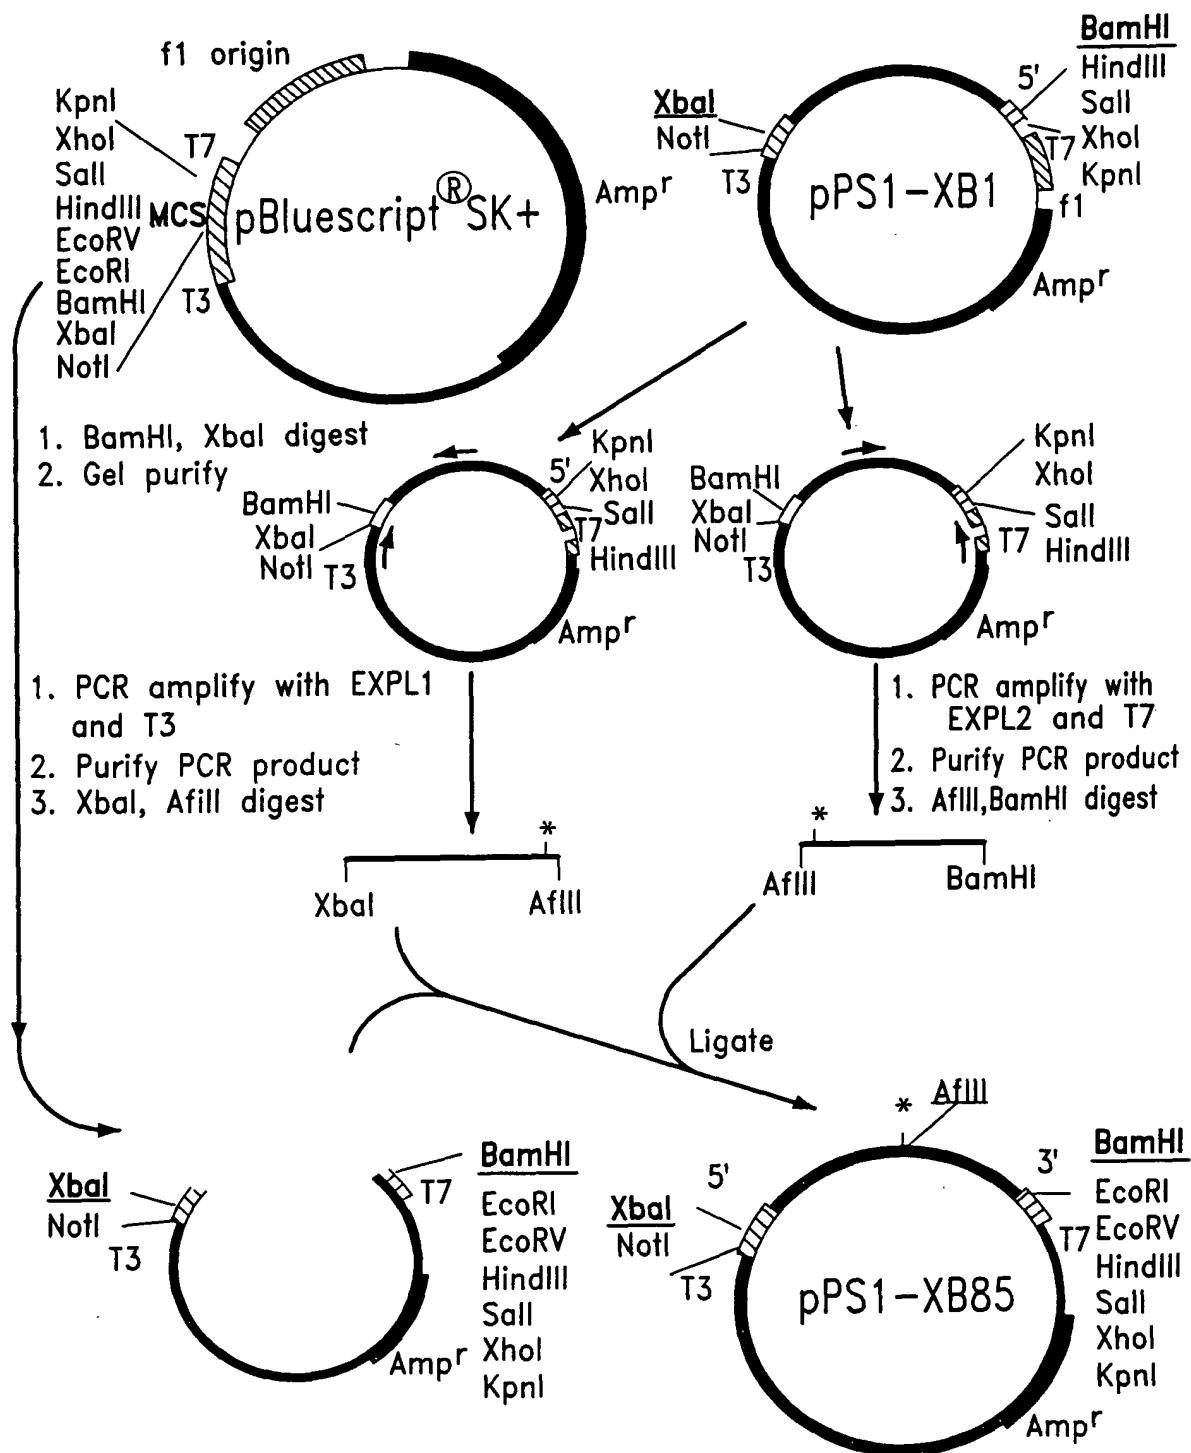 f1 origin
KpnI
XhoI
SalI
HindIII
EcoRV
EcoRI
BamHI
XbaI
NotI
T7
MCS
T3
pBluescript®SK+
Ampr
BamHI
HindIII
SalI
XhoI
KpnI
5'
XbaI
NotI
T3
T7
f1
pPS1-XB1
Ampr
1. BamHI, XbaI digest
2. Gel purify
BamHI
XbaI
NotI
T3
5'
KpnI
XhoI
SalI
T7
HindIII
Ampr
BamHI
XbaI
NotI
T3
KpnI
XhoI
SalI
T7
HindIII
Ampr
1. PCR amplify with EXPL1
and T3
2. Purify PCR product
3. XbaI, AflIII digest
1. PCR amplify with
EXPL2 and T7
2. Purify PCR product
3. AflII,BamHI digest
*
XbaI
AflII
*
AflII
BamHI
Ligate
XbaI
NotI
T3
T7
BamHI
EcoRI
EcoRV
HindIII
SalI
XhoI
KpnI
Ampr
*
AflII
5'
XbaI
NotI
T3
pPS1-XB85
3'
T7
BamHI
EcoRI
EcoRV
HindIII
SalI
XhoI
KpnI
Ampr